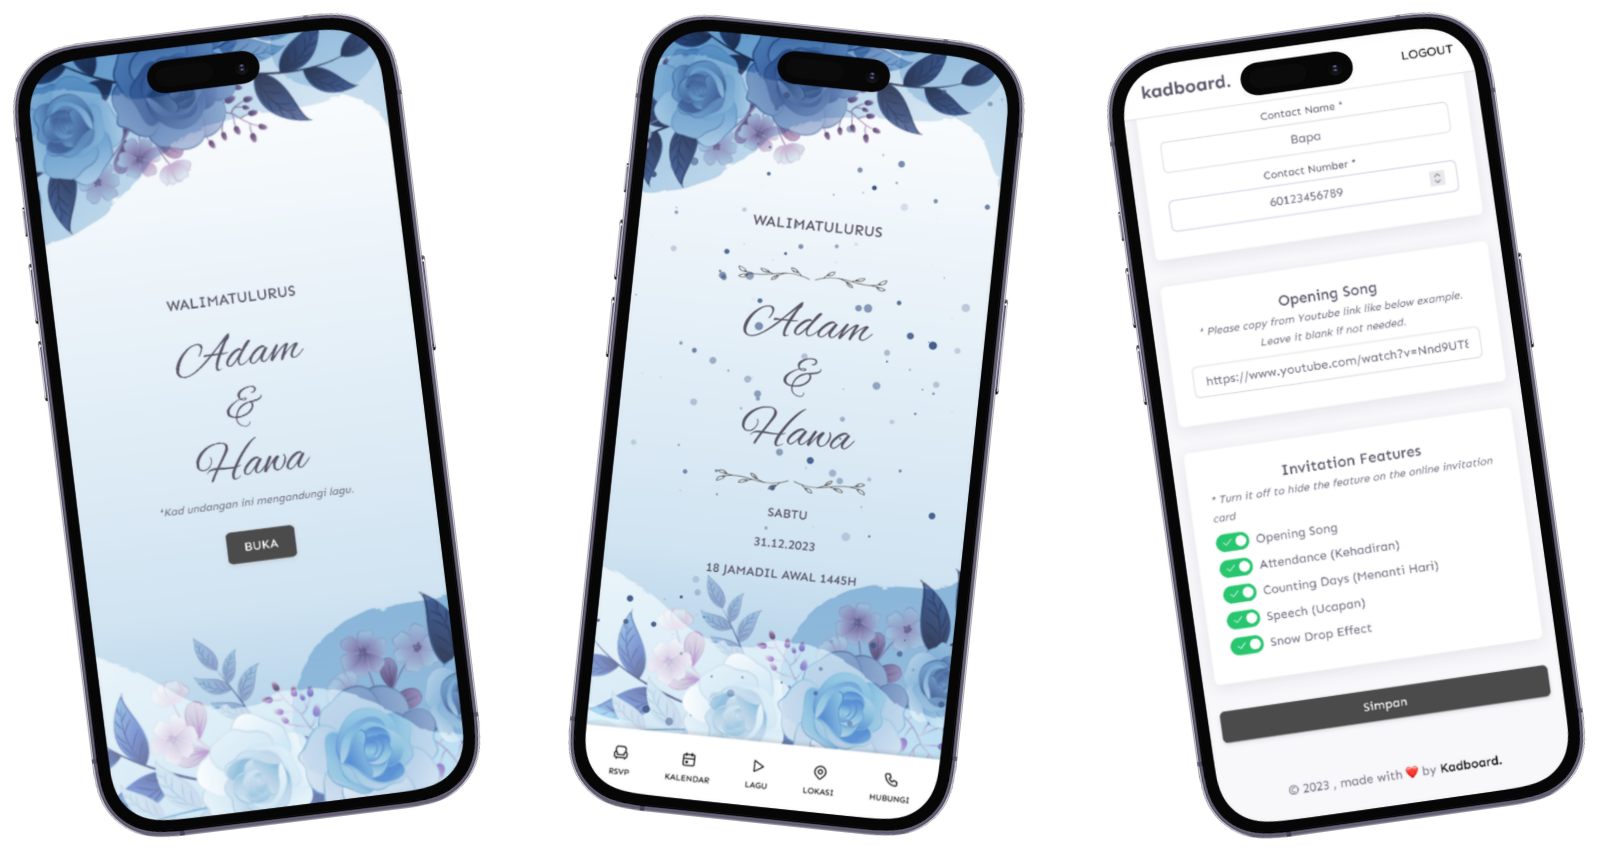 WALIMATULURUS
Adam
&
Hawa
*Kad undangan ini mengandungi lagu.
BUKA
WALIMATULURUS
Adam
&
Hawa
SABTU
31.12.2023
18 JAMADIL AWAL 1445H
RSVP
KALENDAR
LAGU
LOKASI
HUBUNGI
kadboard.
LOGOUT
Contact Name *
Bapa
Contact Number *
60123456789
Opening Song
* Please copy from Youtube link like below example.
Leave it blank if not needed.
https://www.youtube.com/watch?v=Nnd9UTE
Invitation Features
* Turn it off to hide the feature on the online invitation
card
Opening Song
Attendance (Kehadiran)
Counting Days (Menanti Hari)
Speech (Ucapan)
Snow Drop Effect
Simpan
© 2023 , made with ❤️ by Kadboard.